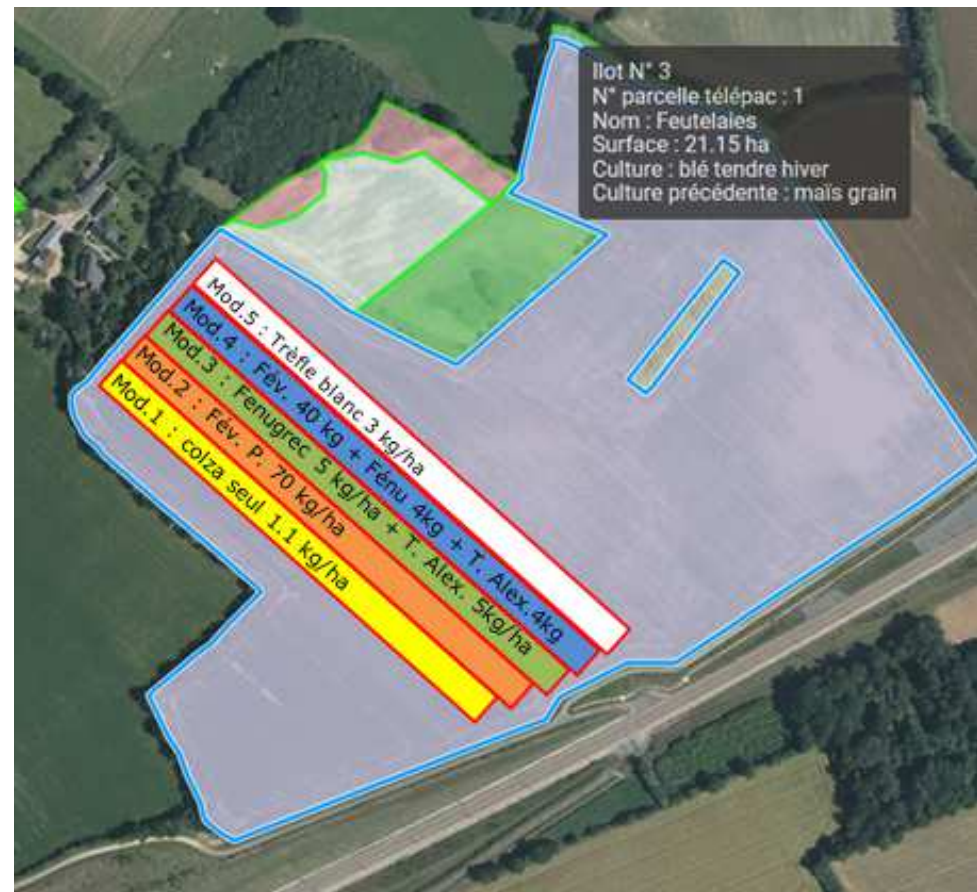 Ilot N° 3
N° parcelle télépac : 1
Nom : Feutelaies
Surface : 21.15 ha
Culture : blé tendre hiver
Culture précédente : maïs grain
Mod.5 : Trèfle blanc 3 kg/ha
Mod.4 : Fév. 40 kg + Fénu 4kg + T. Alex.4kg
Mod.3 : Fenugrec 5 kg/ha + T. Alex. 5kg/ha
Mod.2 : Fév. P. 70 kg/ha
Mod.1 : colza seul 1.1 kg/ha